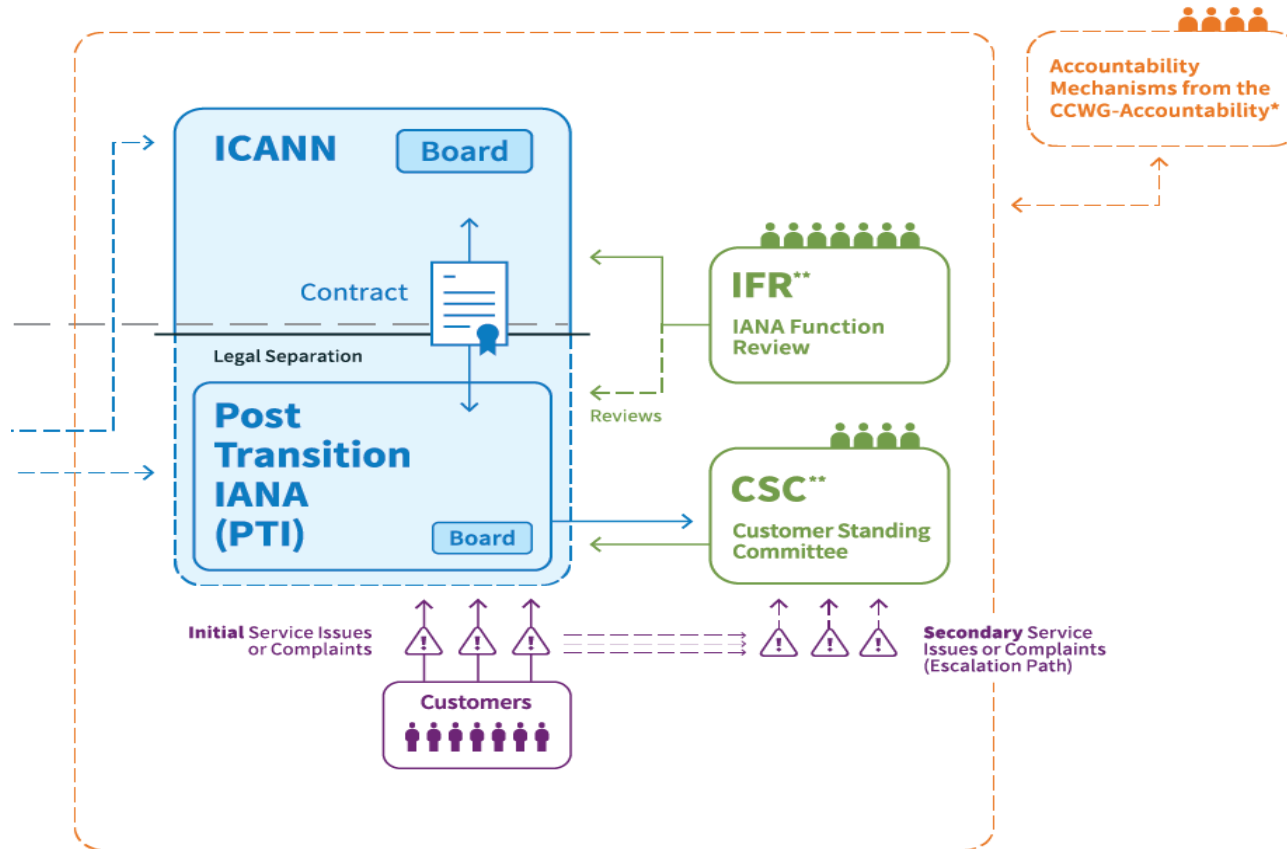 Accountability
Mechanisms from the
CCWG-Accountability*
ICANN
Board
Contract
Legal Separation
IFR**
IANA Function
Review
Reviews
Post
Transition
IANA
(PTI)
Board
CSC**
Customer Standing
Committee
Initial Service Issues
or Complaints
Secondary Service
Issues or Complaints
(Escalation Path)
Customers